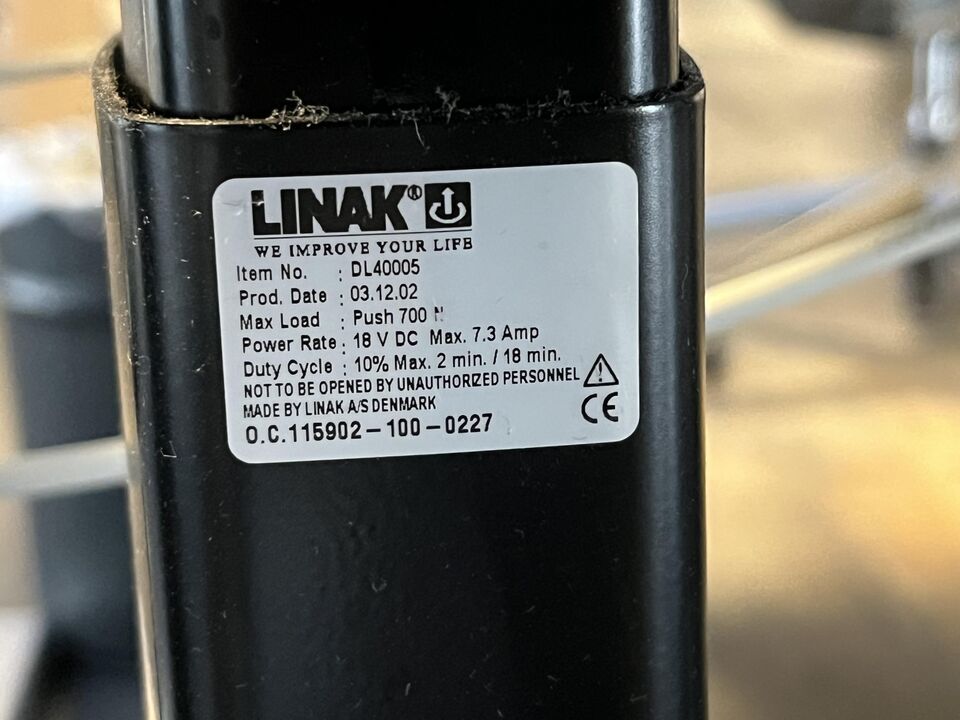 LINAK®
WE IMPROVE YOUR LIFE
Item No. : DL40005
Prod. Date : 03.12.02
Max Load : Push 700 N
Power Rate : 18 V DC Max. 7.3 Amp
Duty Cycle : 10% Max. 2 min. / 18 min.
NOT TO BE OPENED BY UNAUTHORIZED PERSONNEL
MADE BY LINAK A/S DENMARK
CE
O.C.115902-100-0227